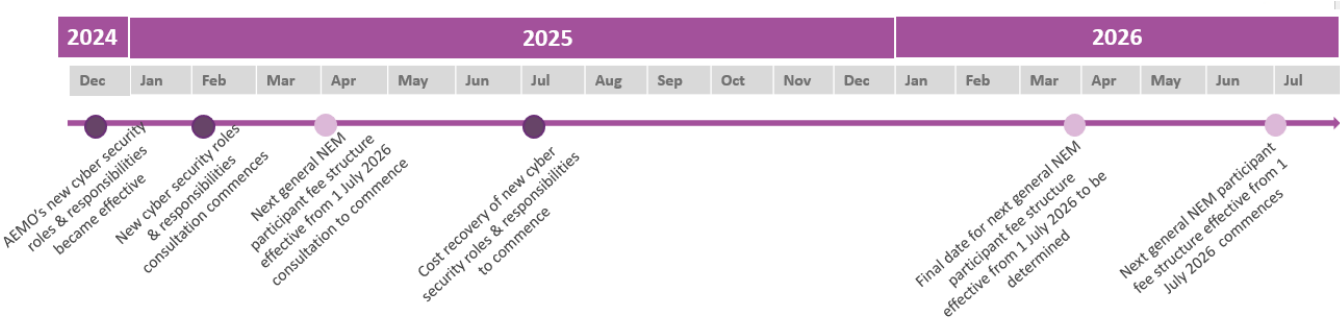 2024 2025 2026
Dec Jan Feb Mar Apr May Jun Jul Aug Sep Oct Nov Dec Jan Feb Mar Apr May Jun Jul
AEMO's new cyber security
roles & responsibilities
became effective
New cyber security roles
& responsibilities
consultation commences
Next general NEM
participant fee structure
effective from 1 July 2026
consultation to commence
Cost recovery of new cyber
security roles & responsibilities
to commence
Final date for next general NEM
participant fee structure
effective from 1 July 2026 to be
determined
Next general NEM participant
fee structure effective from 1
July 2026 commences